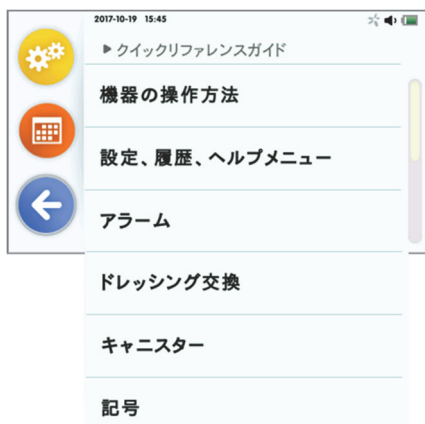 2017-10-19 15:45
▶ クイックリファレンスガイド
機器の操作方法
設定、履歴、ヘルプメニュー
アラーム
ドレッシング交換
キャニスター
記号